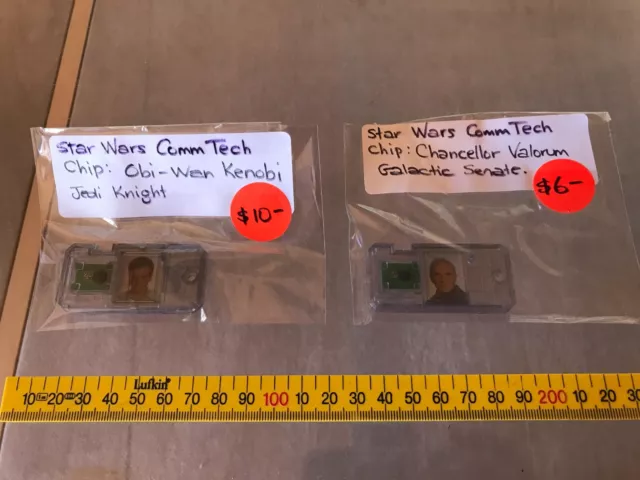 Star Wars CommTech
Chip: Obi-Wan Kenobi
Jedi Knight
$10-
Star Wars CommTech
Chip: Chancellor Valorum
Galactic Senate.
$6-
Lufkin
10 20 30 40 50 60 70 80 90 100 10 20 30 40 50 60 70 80 90 200 10 20 30